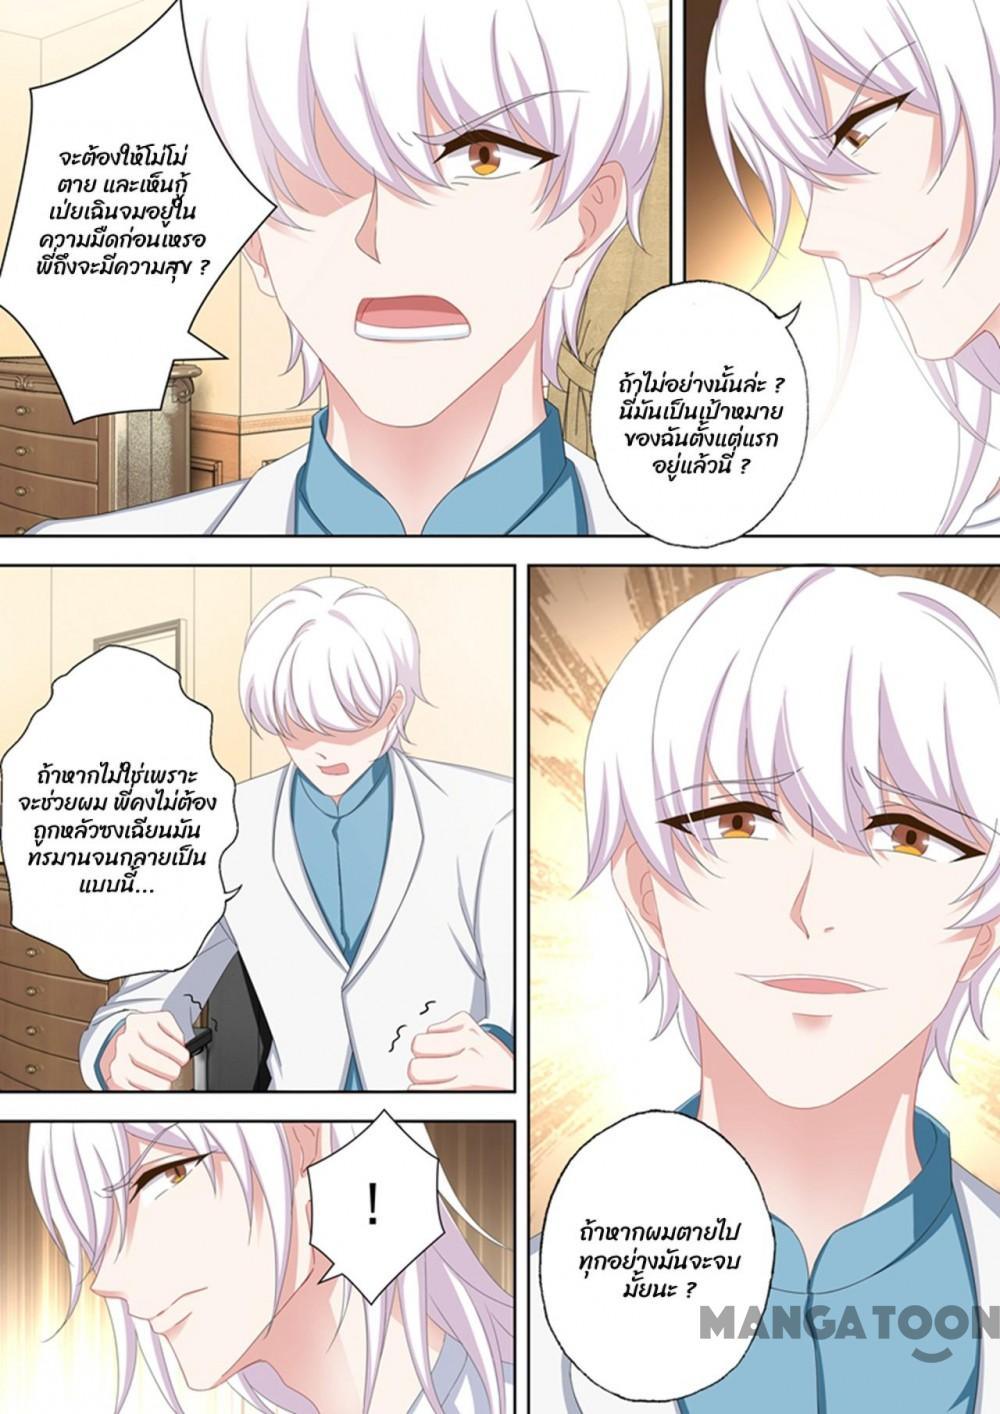 จะต้องให้โม่โม่
ตาย และเห็นกู้
เป่ยเฉินจมอยู่ใน
ความมืดก่อนเหรอ
พี่ถึงจะมีความสุข ?
ถ้าไม่อย่างนั้นล่ะ ?
นี่มันเป็นเป้าหมาย
ของฉันตั้งแต่แรก
อยู่แล้วนี่ ?
ถ้าหากไม่ใช่เพราะ
จะช่วยผม พี่คงไม่ต้อง
ถูกหลัวซงเฉียนมัน
ทรมานจนกลายเป็น
แบบนี้...
!
ถ้าหากผมตายไป
ทุกอย่างมันจะจบ
มั้ยนะ ?
MANGATOON